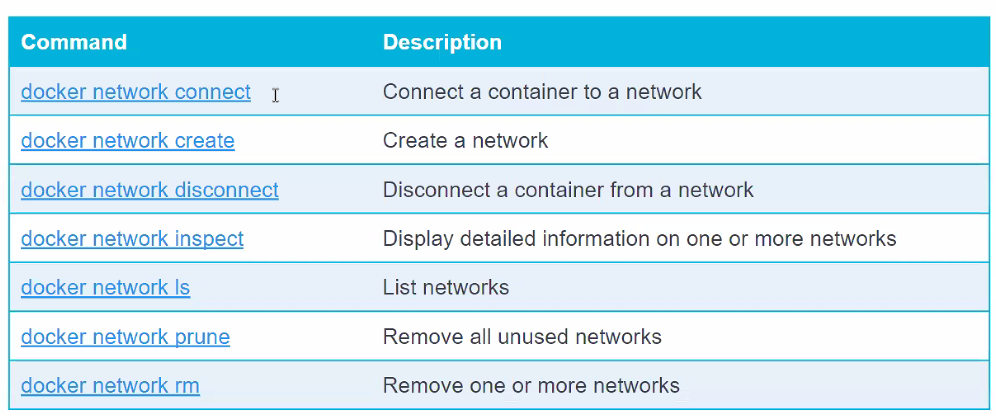 Command Description
docker network connect Connect a container to a network
docker network create Create a network
docker network disconnect Disconnect a container from a network
docker network inspect Display detailed information on one or more networks
docker network ls List networks
docker network prune Remove all unused networks
docker network rm Remove one or more networks